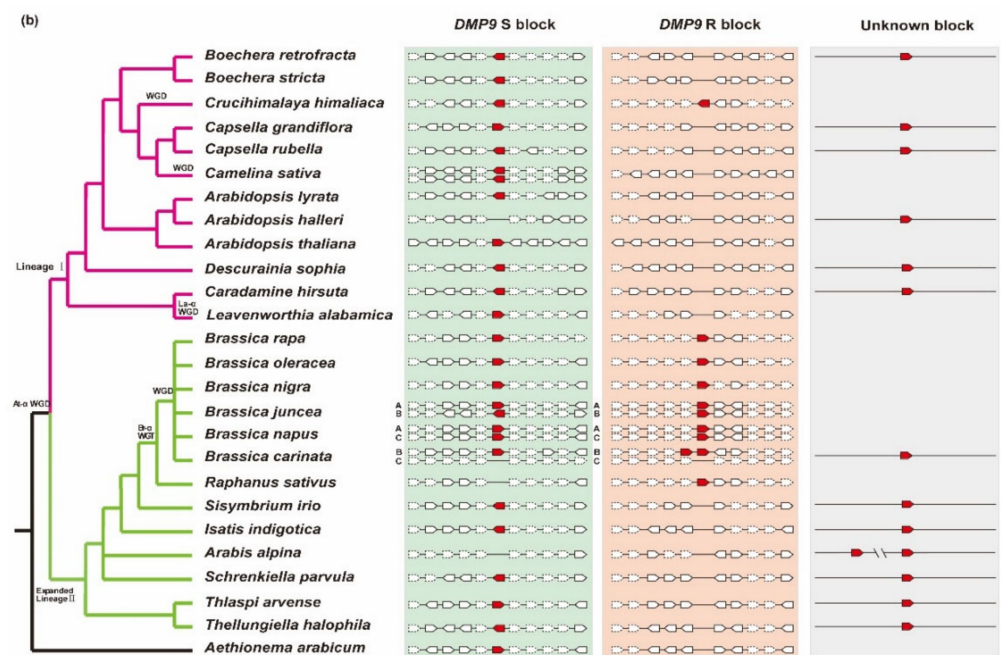 (b)
DMP9 S block
DMP9 R block
Unknown block
Boechera retrofracta
Boechera stricta
WGD
Crucihimalaya himaliaca
Capsella grandiflora
Capsella rubella
WGD
Camelina sativa
Arabidopsis lyrata
Arabidopsis halleri
Arabidopsis thaliana
Lineage I
Descurainia sophia
Caradamine hirsuta
La-α
WGD
Leavenworthia alabamica
Brassica rapa
Brassica oleracea
WGD
Brassica nigra
At-α WGD
A
B
Brassica juncea
A
B
Br-α
WGT
A
C
Brassica napus
A
C
Brassica carinata
B
C
B
C
Raphanus sativus
Sisymbrium irio
Isatis indigotica
Arabis alpina
Schrenkiella parvula
Expanded
Lineage II
Thlaspi arvense
Thellungiella halophila
Aethionema arabicum